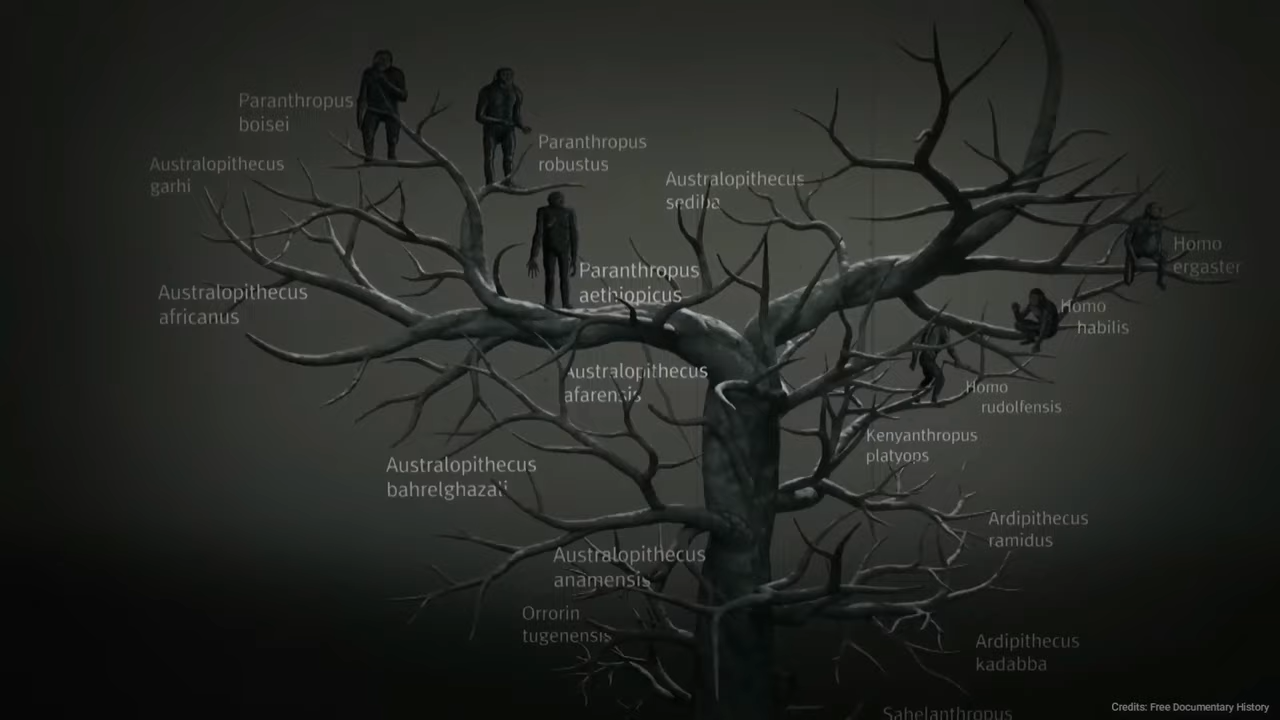 Paranthropus
boisei
Paranthropus
robustus
Australopithecus
garhi
Australopithecus
sediba
Homo
ergaster
Paranthropus
aethiopicus
Australopithecus
africanus
Homo
habilis
Australopithecus
afarensis
Homo
rudolfensis
Kenyanthropus
platyops
Australopithecus
bahrelghazali
Ardipithecus
ramidus
Australopithecus
anamensis
Orrorin
tugenensis
Ardipithecus
kadabba
Sahelanthropus
Credits: Free Documentary History